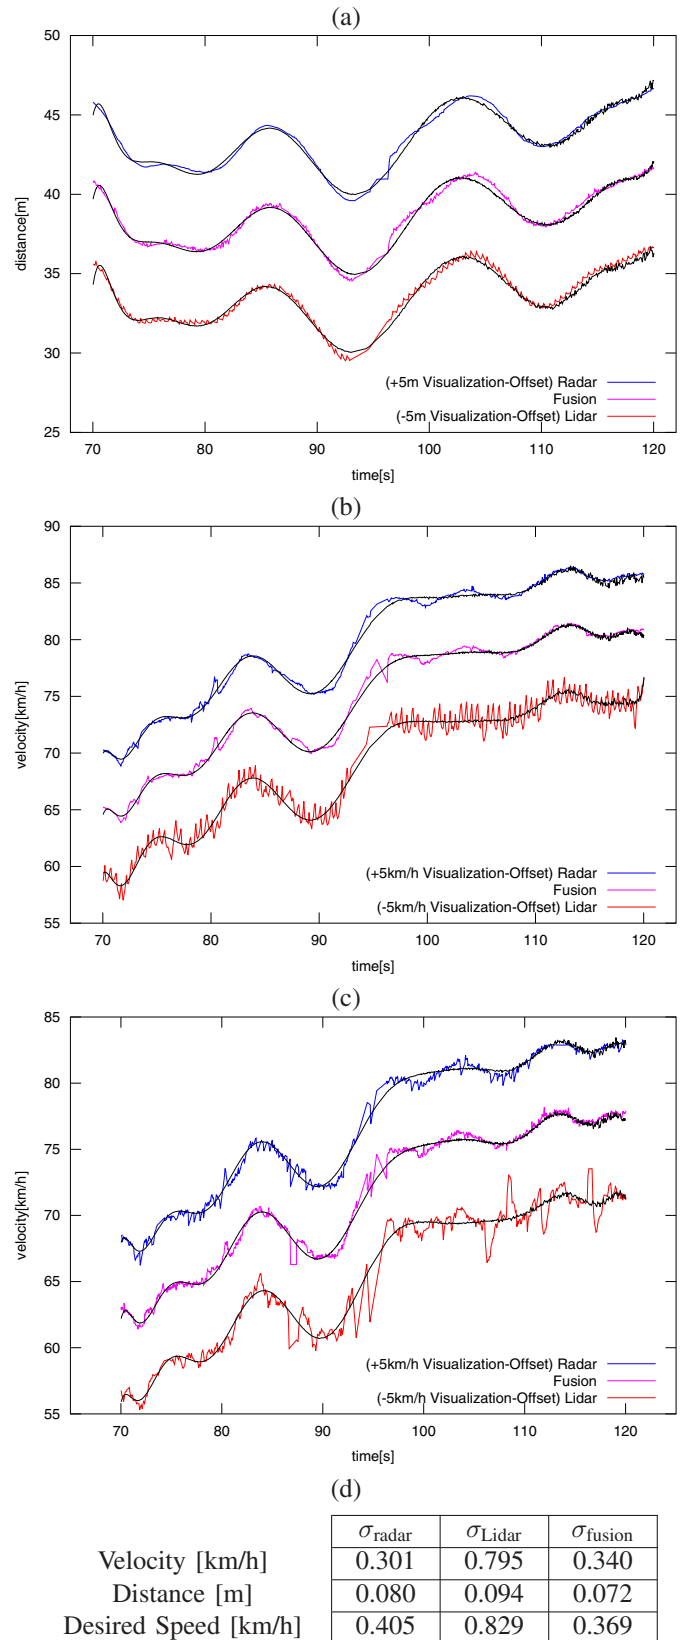 (a)
50
45
40
35
30
25
distance[m]
(+5m Visualization-Offset) Radar
Fusion
(-5m Visualization-Offset) Lidar
70 80 90 100 110 120
time[s]
(b)
90
85
80
75
70
65
60
55
velocity[km/h]
(+5km/h Visualization-Offset) Radar
Fusion
(-5km/h Visualization-Offset) Lidar
70 80 90 100 110 120
time[s]
(c)
85
80
75
70
65
60
55
velocity[km/h]
(+5km/h Visualization-Offset) Radar
Fusion
(-5km/h Visualization-Offset) Lidar
70 80 90 100 110 120
time[s]
(d)
σradar σLidar σfusion
Velocity [km/h] 0.301 0.795 0.340
Distance [m] 0.080 0.094 0.072
Desired Speed [km/h] 0.405 0.829 0.369